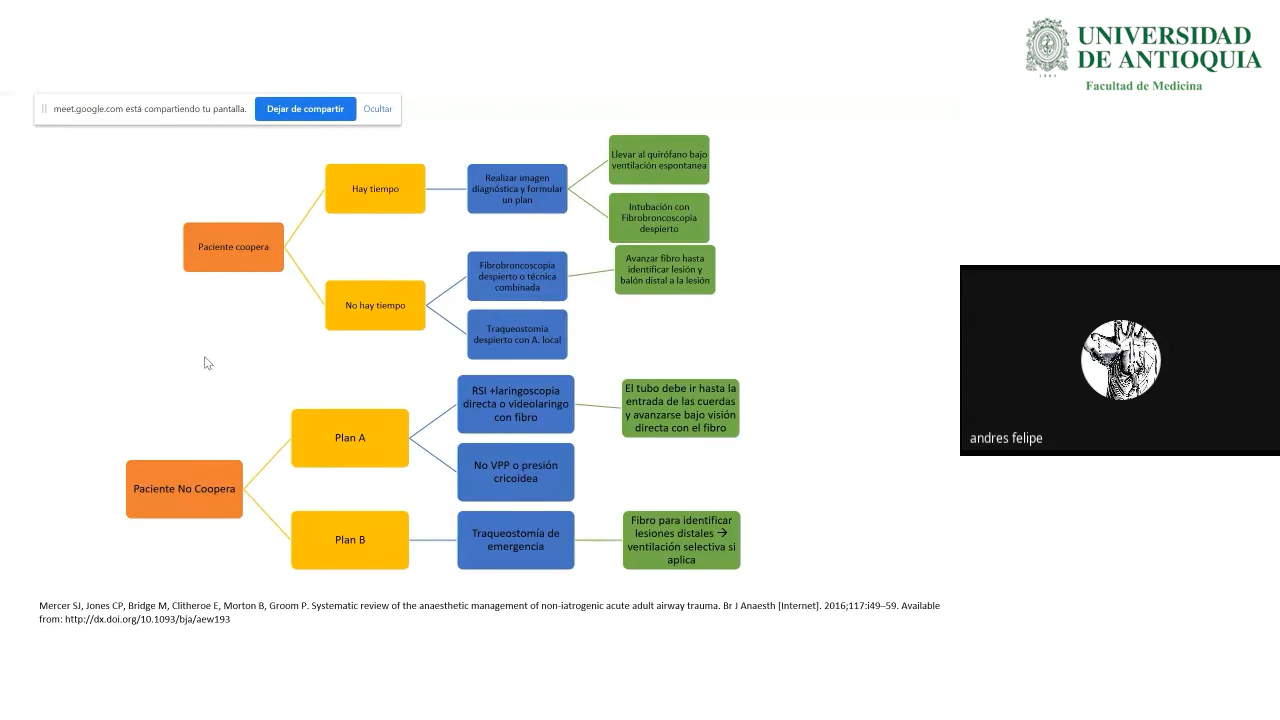 UNIVERSIDAD
DE ANTIOQUIA
1803
Facultad de Medicina
meet.google.com está compartiendo tu pantalla.
Dejar de compartir
Ocultar
Paciente coopera
Hay tiempo
Realizar imagen
diagnóstica y formular
un plan
Llevar al quirófano bajo
ventilación espontanea
Intubación con
Fibrobroncoscopia
despierto
No hay tiempo
Fibrobroncoscopia
despierto o técnica
combinada
Avanzar fibro hasta
identificar lesión y
balón distal a la lesión
Traqueostomia
despierto con A. local
Paciente No Coopera
Plan A
RSI +laringoscopia
directa o videolaringo
con fibro
El tubo debe ir hasta la
entrada de las cuerdas
y avanzarse bajo visión
directa con el fibro
No VPP o presión
cricoidea
Plan B
Traqueostomía de
emergencia
Fibro para identificar
lesiones distales →
ventilación selectiva si
aplica
Mercer SJ, Jones CP, Bridge M, Clitheroe E, Morton B, Groom P. Systematic review of the anaesthetic management of non-iatrogenic acute adult airway trauma. Br J Anaesth [Internet]. 2016;117:i49–59. Available
from: http://dx.doi.org/10.1093/bja/aew193
andres felipe